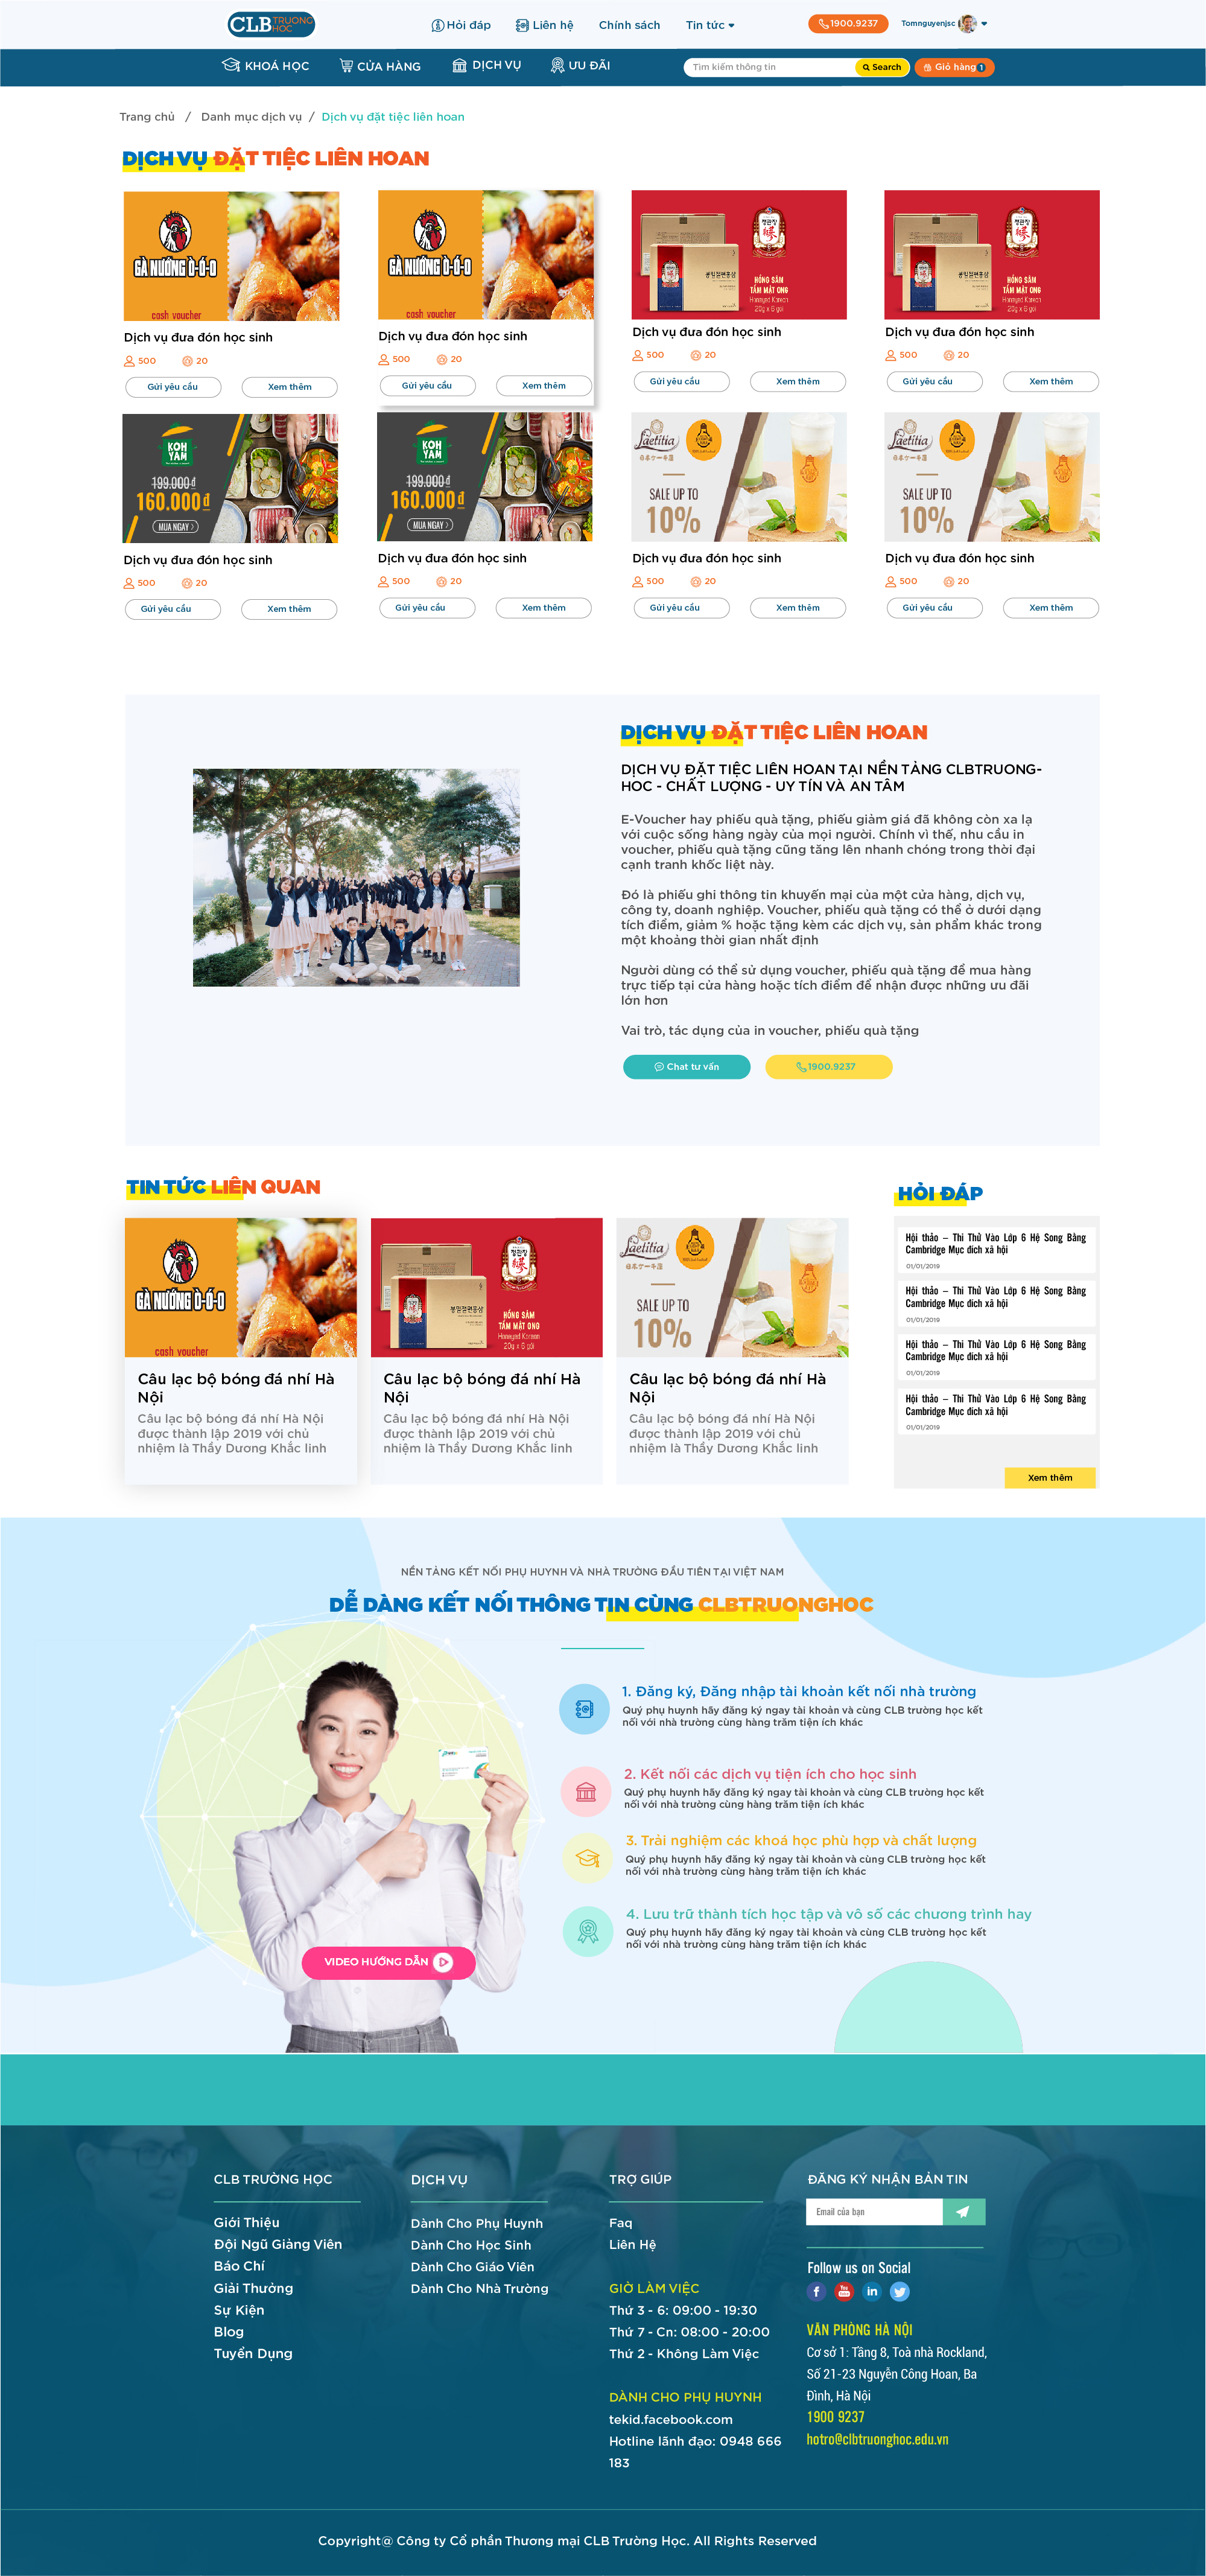 CLB TRUONG HOC
Hỏi đáp
Liên hệ
Chính sách
Tin tức
1900.9237
Tomnguyenjsc
KHOÁ HỌC
CỬA HÀNG
DỊCH VỤ
ƯU ĐÃI
Tìm kiếm thông tin
Search
Giỏ hàng 1
Trang chủ / Danh mục dịch vụ / Dịch vụ đặt tiệc liên hoan
DỊCH VỤ ĐẶT TIỆC LIÊN HOAN
GÀ NƯỚNG Ò-Ó-O
cash voucher
GÀ NƯỚNG Ò-Ó-O
cash voucher
HỒNG SÂM
TẨM MẬT ONG
Honeyed Korean
20g x 6 gói
HỒNG SÂM
TẨM MẬT ONG
Honeyed Korean
20g x 6 gói
Dịch vụ đưa đón học sinh
500 20
Gửi yêu cầu Xem thêm
Dịch vụ đưa đón học sinh
500 20
Gửi yêu cầu Xem thêm
Dịch vụ đưa đón học sinh
500 20
Gửi yêu cầu Xem thêm
Dịch vụ đưa đón học sinh
500 20
Gửi yêu cầu Xem thêm
KOH YAM
199.000đ
160.000đ
MUA NGAY
KOH YAM
199.000đ
160.000đ
MUA NGAY
Laetitia
SALE UP TO
10%
Laetitia
SALE UP TO
10%
Dịch vụ đưa đón học sinh
500 20
Gửi yêu cầu Xem thêm
Dịch vụ đưa đón học sinh
500 20
Gửi yêu cầu Xem thêm
Dịch vụ đưa đón học sinh
500 20
Gửi yêu cầu Xem thêm
Dịch vụ đưa đón học sinh
500 20
Gửi yêu cầu Xem thêm
DỊCH VỤ ĐẶT TIỆC LIÊN HOAN
DỊCH VỤ ĐẶT TIỆC LIÊN HOAN TẠI NỀN TẢNG CLBTRUONG-
HOC - CHẤT LƯỢNG - UY TÍN VÀ AN TÂM
E-Voucher hay phiếu quà tặng, phiếu giảm giá đã không còn xa lạ
với cuộc sống hàng ngày của mọi người. Chính vì thế, nhu cầu in
voucher, phiếu quà tặng cũng tăng lên nhanh chóng trong thời đại
cạnh tranh khốc liệt này.
Đó là phiếu ghi thông tin khuyến mại của một cửa hàng, dịch vụ,
công ty, doanh nghiệp. Voucher, phiếu quà tặng có thể ở dưới dạng
tích điểm, giảm % hoặc tặng kèm các dịch vụ, sản phẩm khác trong
một khoảng thời gian nhất định
Người dùng có thể sử dụng voucher, phiếu quà tặng để mua hàng
trực tiếp tại cửa hàng hoặc tích điểm để nhận được những ưu đãi
lớn hơn
Vai trò, tác dụng của in voucher, phiếu quà tặng
Chat tư vấn
1900.9237
TIN TỨC LIÊN QUAN
GÀ NƯỚNG Ò-Ó-O
cash voucher
HỒNG SÂM
TẨM MẬT ONG
Honeyed Korean
20g x 6 gói
Laetitia
SALE UP TO
10%
Câu lạc bộ bóng đá nhí Hà
Nội
Câu lạc bộ bóng đá nhí Hà Nội
được thành lập 2019 với chủ
nhiệm là Thầy Dương Khắc linh
Câu lạc bộ bóng đá nhí Hà
Nội
Câu lạc bộ bóng đá nhí Hà Nội
được thành lập 2019 với chủ
nhiệm là Thầy Dương Khắc linh
Câu lạc bộ bóng đá nhí Hà
Nội
Câu lạc bộ bóng đá nhí Hà Nội
được thành lập 2019 với chủ
nhiệm là Thầy Dương Khắc linh
HỎI ĐÁP
Hội thảo – Thi Thử Vào Lớp 6 Hệ Song Bằng
Cambridge Mục đích xã hội
01/01/2019
Hội thảo – Thi Thử Vào Lớp 6 Hệ Song Bằng
Cambridge Mục đích xã hội
01/01/2019
Hội thảo – Thi Thử Vào Lớp 6 Hệ Song Bằng
Cambridge Mục đích xã hội
01/01/2019
Hội thảo – Thi Thử Vào Lớp 6 Hệ Song Bằng
Cambridge Mục đích xã hội
01/01/2019
Xem thêm
NỀN TẢNG KẾT NỐI PHỤ HUYNH VÀ NHÀ TRƯỜNG ĐẦU TIÊN TẠI VIỆT NAM
DỄ DÀNG KẾT NỐI THÔNG TIN CÙNG CLBTRUONGHOC
1. Đăng ký, Đăng nhập tài khoản kết nối nhà trường
Quý phụ huynh hãy đăng ký ngay tài khoản và cùng CLB trường học kết
nối với nhà trường cùng hàng trăm tiện ích khác
2. Kết nối các dịch vụ tiện ích cho học sinh
Quý phụ huynh hãy đăng ký ngay tài khoản và cùng CLB trường học kết
nối với nhà trường cùng hàng trăm tiện ích khác
3. Trải nghiệm các khoá học phù hợp và chất lượng
Quý phụ huynh hãy đăng ký ngay tài khoản và cùng CLB trường học kết
nối với nhà trường cùng hàng trăm tiện ích khác
4. Lưu trữ thành tích học tập và vô số các chương trình hay
Quý phụ huynh hãy đăng ký ngay tài khoản và cùng CLB trường học kết
nối với nhà trường cùng hàng trăm tiện ích khác
VIDEO HƯỚNG DẪN
CLB TRƯỜNG HỌC
Giới Thiệu
Đội Ngũ Giảng Viên
Báo Chí
Giải Thưởng
Sự Kiện
Blog
Tuyển Dụng
DỊCH VỤ
Dành Cho Phụ Huynh
Dành Cho Học Sinh
Dành Cho Giáo Viên
Dành Cho Nhà Trường
TRỢ GIÚP
Faq
Liên Hệ
GIỜ LÀM VIỆC
Thứ 3 - 6: 09:00 - 19:30
Thứ 7 - Cn: 08:00 - 20:00
Thứ 2 - Không Làm Việc
DÀNH CHO PHỤ HUYNH
tekid.facebook.com
Hotline lãnh đạo: 0948 666
183
ĐĂNG KÝ NHẬN BẢN TIN
Email của bạn
Follow us on Social
VĂN PHÒNG HÀ NỘI
Cơ sở 1: Tầng 8, Toà nhà Rockland,
Số 21-23 Nguyễn Công Hoan, Ba
Đình, Hà Nội
1900 9237
hotro@clbtruonghoc.edu.vn
Copyright@ Công ty Cổ phần Thương mại CLB Trường Học. All Rights Reserved